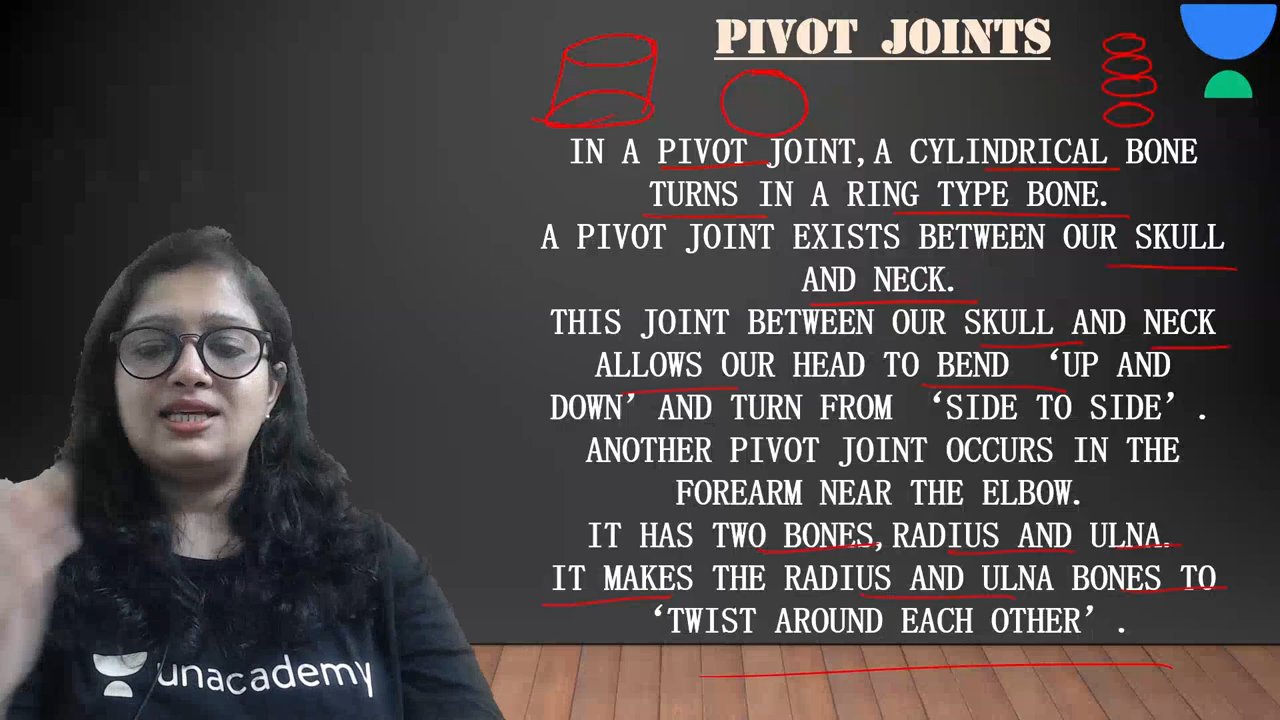 PIVOT JOINTS
IN A PIVOT JOINT,A CYLINDRICAL BONE
TURNS IN A RING TYPE BONE.
A PIVOT JOINT EXISTS BETWEEN OUR SKULL
AND NECK.
THIS JOINT BETWEEN OUR SKULL AND NECK
ALLOWS OUR HEAD TO BEND ‘UP AND
DOWN’ AND TURN FROM ‘SIDE TO SIDE’ .
ANOTHER PIVOT JOINT OCCURS IN THE
FOREARM NEAR THE ELBOW.
IT HAS TWO BONES,RADIUS AND ULNA.
IT MAKES THE RADIUS AND ULNA BONES TO
‘TWIST AROUND EACH OTHER’ .
unacademy